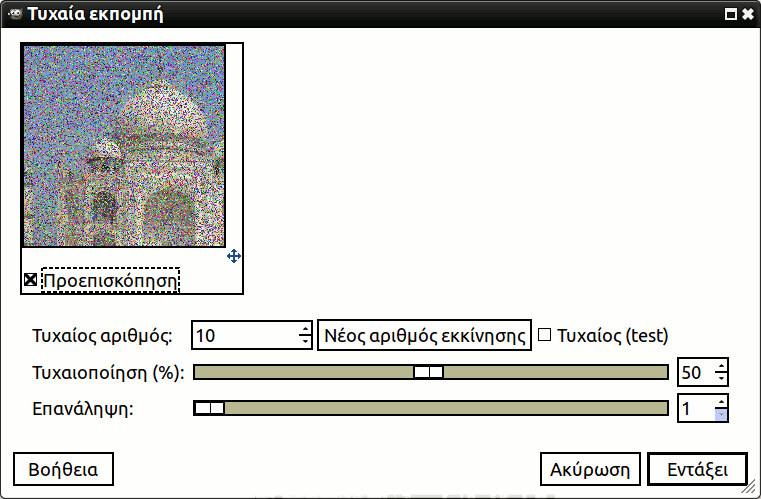 Τυχαία εκπομπή
Προεπισκόπηση
Τυχαίος αριθμός: 10 Νέος αριθμός εκκίνησης Τυχαίος (test)
Τυχαιοποίηση (%): 50
Επανάληψη: 1
Βοήθεια Ακύρωση Εντάξει